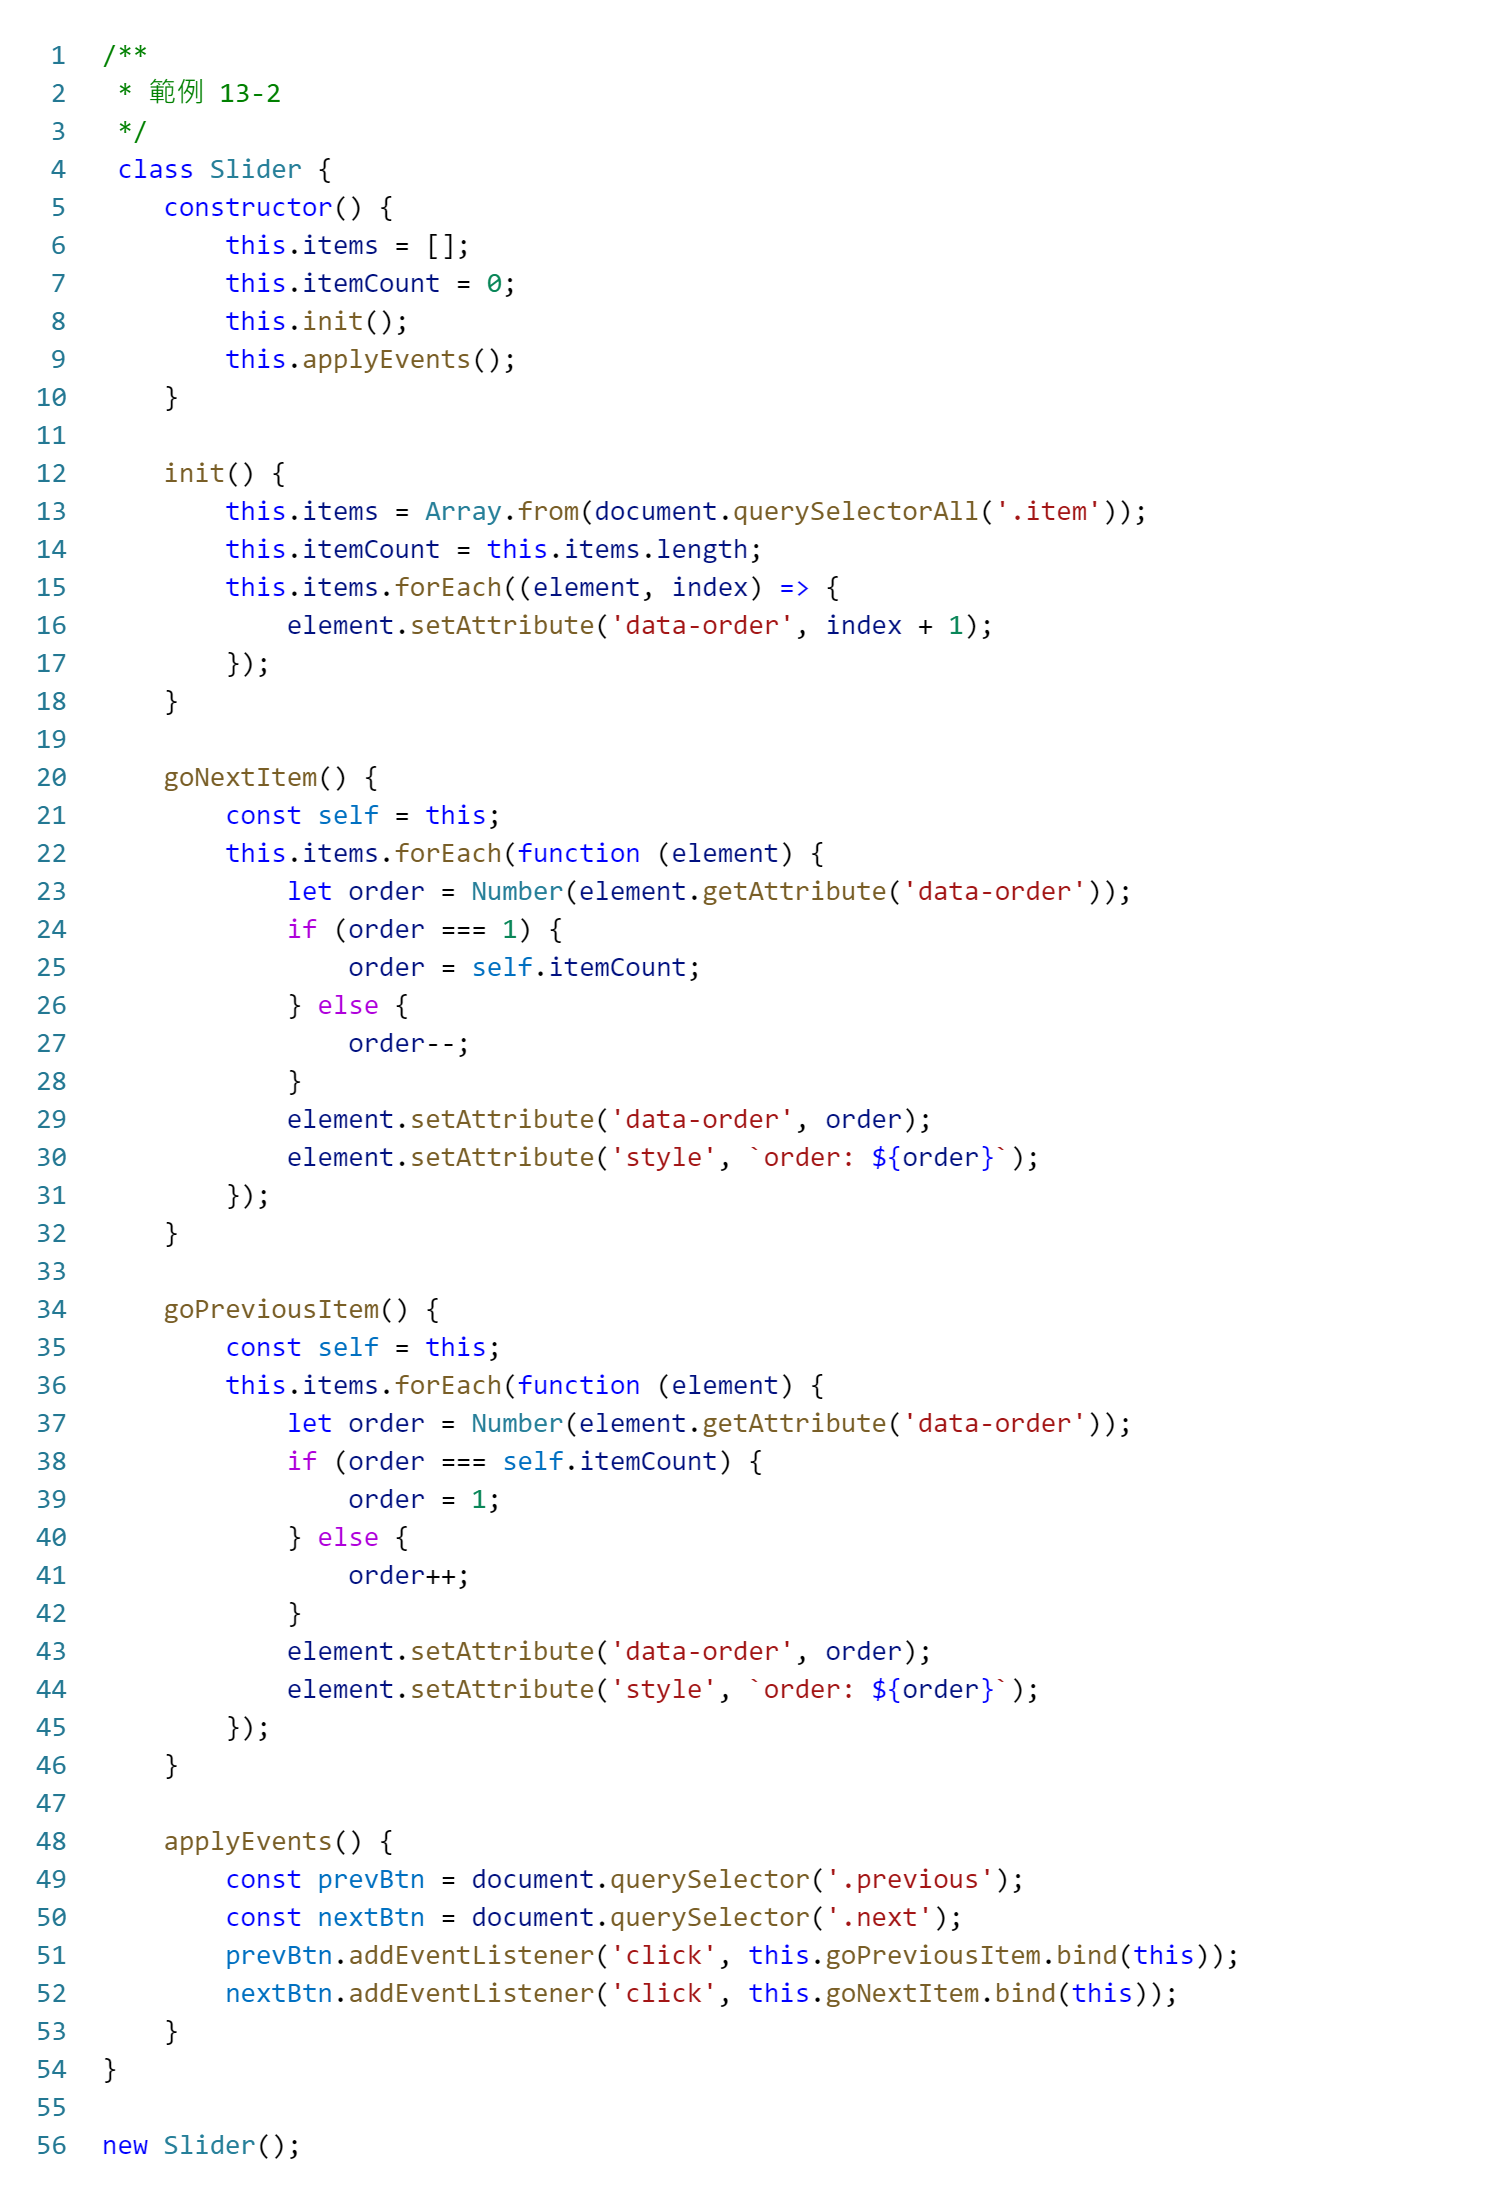 1 /**
2  * 範例 13-2
3  */
4  class Slider {
5     constructor() {
6         this.items = [];
7         this.itemCount = 0;
8         this.init();
9         this.applyEvents();
10     }
11
12     init() {
13         this.items = Array.from(document.querySelectorAll('.item'));
14         this.itemCount = this.items.length;
15         this.items.forEach((element, index) => {
16             element.setAttribute('data-order', index + 1);
17         });
18     }
19
20     goNextItem() {
21         const self = this;
22         this.items.forEach(function (element) {
23             let order = Number(element.getAttribute('data-order'));
24             if (order === 1) {
25                 order = self.itemCount;
26             } else {
27                 order--;
28             }
29             element.setAttribute('data-order', order);
30             element.setAttribute('style', `order: ${order}`);
31         });
32     }
33
34     goPreviousItem() {
35         const self = this;
36         this.items.forEach(function (element) {
37             let order = Number(element.getAttribute('data-order'));
38             if (order === self.itemCount) {
39                 order = 1;
40             } else {
41                 order++;
42             }
43             element.setAttribute('data-order', order);
44             element.setAttribute('style', `order: ${order}`);
45         });
46     }
47
48     applyEvents() {
49         const prevBtn = document.querySelector('.previous');
50         const nextBtn = document.querySelector('.next');
51         prevBtn.addEventListener('click', this.goPreviousItem.bind(this));
52         nextBtn.addEventListener('click', this.goNextItem.bind(this));
53     }
54 }
55
56 new Slider();